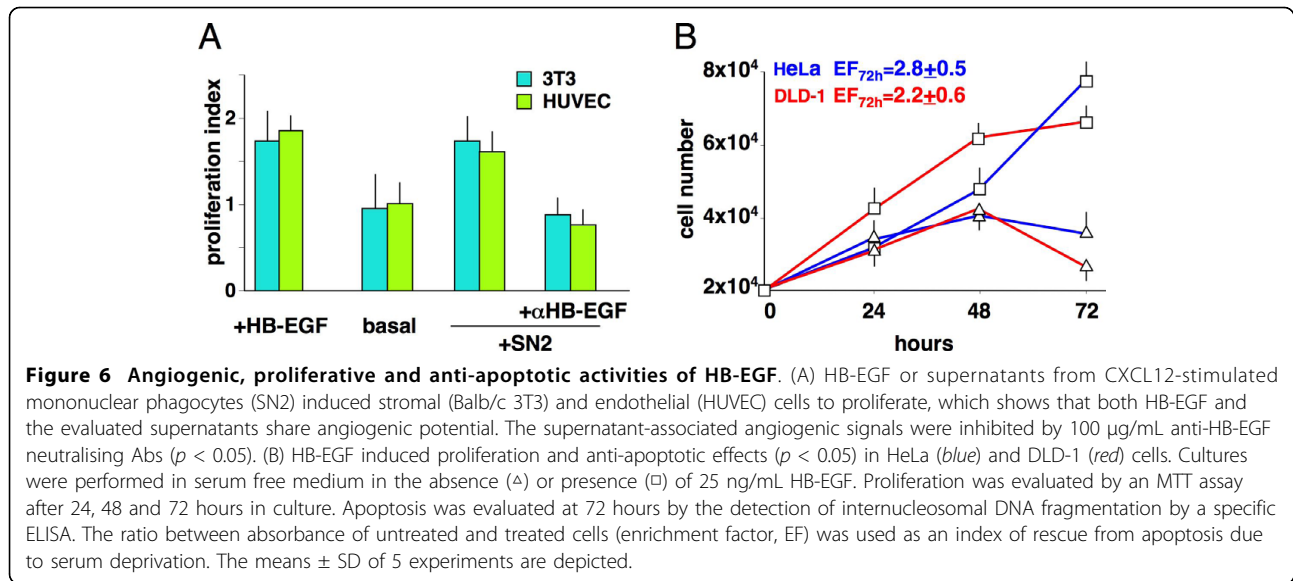 A
B
proliferation index
2
1
0
3T3
HUVEC
+HB-EGF
basal
+αHB-EGF
+SN2
cell number
8x10⁴
6x10⁴
4x10⁴
2x10⁴
HeLa EF72h=2.8±0.5
DLD-1 EF72h=2.2±0.6
0 24 48 72
hours
Figure 6 Angiogenic, proliferative and anti-apoptotic activities of HB-EGF. (A) HB-EGF or supernatants from CXCL12-stimulated
mononuclear phagocytes (SN2) induced stromal (Balb/c 3T3) and endothelial (HUVEC) cells to proliferate, which shows that both HB-EGF and
the evaluated supernatants share angiogenic potential. The supernatant-associated angiogenic signals were inhibited by 100 μg/mL anti-HB-EGF
neutralising Abs (p < 0.05). (B) HB-EGF induced proliferation and anti-apoptotic effects (p < 0.05) in HeLa (blue) and DLD-1 (red) cells. Cultures
were performed in serum free medium in the absence (△) or presence (□) of 25 ng/mL HB-EGF. Proliferation was evaluated by an MTT assay
after 24, 48 and 72 hours in culture. Apoptosis was evaluated at 72 hours by the detection of internucleosomal DNA fragmentation by a specific
ELISA. The ratio between absorbance of untreated and treated cells (enrichment factor, EF) was used as an index of rescue from apoptosis due
to serum deprivation. The means ± SD of 5 experiments are depicted.